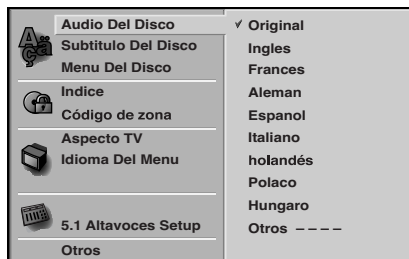 Audio Del Disco
Subtitulo Del Disco
Menu Del Disco
Indice
Código de zona
Aspecto TV
Idioma Del Menu
5.1 Altavoces Setup
Otros
✓ Original
Ingles
Frances
Aleman
Espanol
Italiano
holandés
Polaco
Hungaro
Otros – – – –